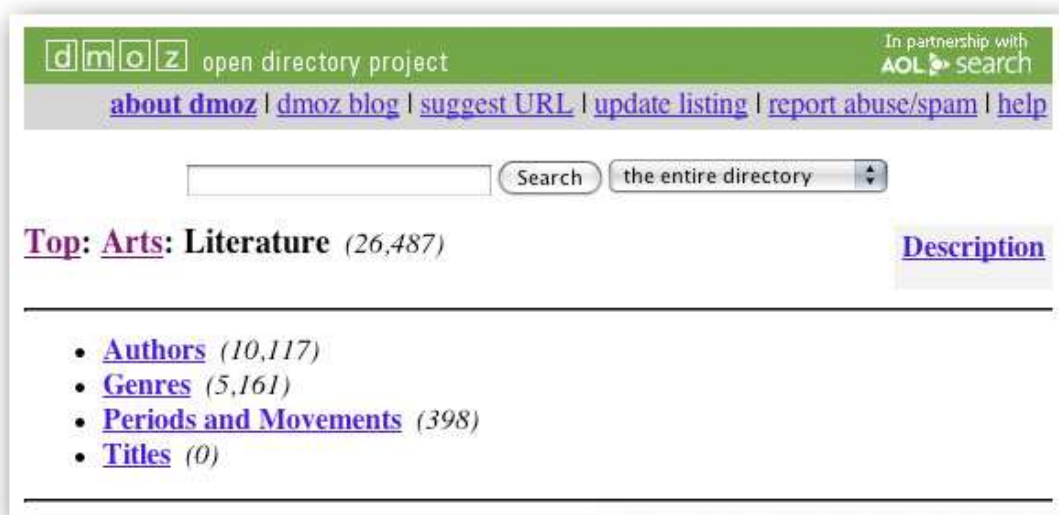 dmoz open directory project
In partnership with
AOL search
about dmoz | dmoz blog | suggest URL | update listing | report abuse/spam | help
Search the entire directory
Top: Arts: Literature (26,487)
Description
• Authors (10,117)
• Genres (5,161)
• Periods and Movements (398)
• Titles (0)